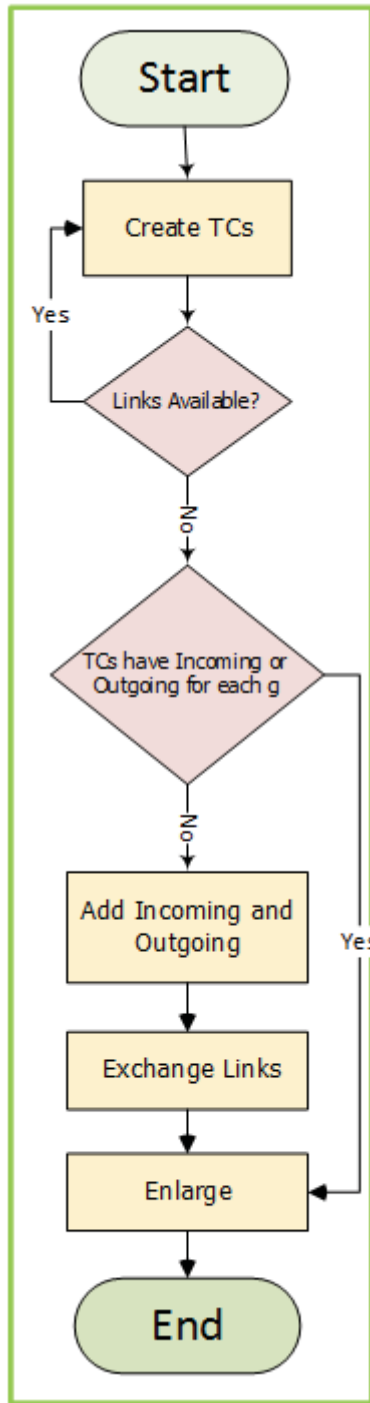 Start
Create TCs
Yes
Links Available?
No
TCs have Incoming or
Outgoing for each g
No
Add Incoming and
Outgoing
Yes
Exchange Links
Enlarge
End